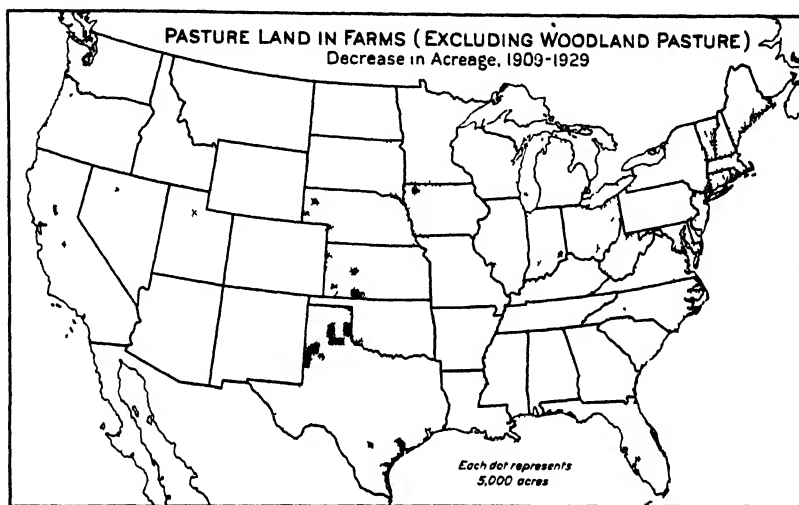 PASTURE LAND IN FARMS (EXCLUDING WOODLAND PASTURE)
Decrease in Acreage, 1909-1929
Each dot represents
5,000 acres